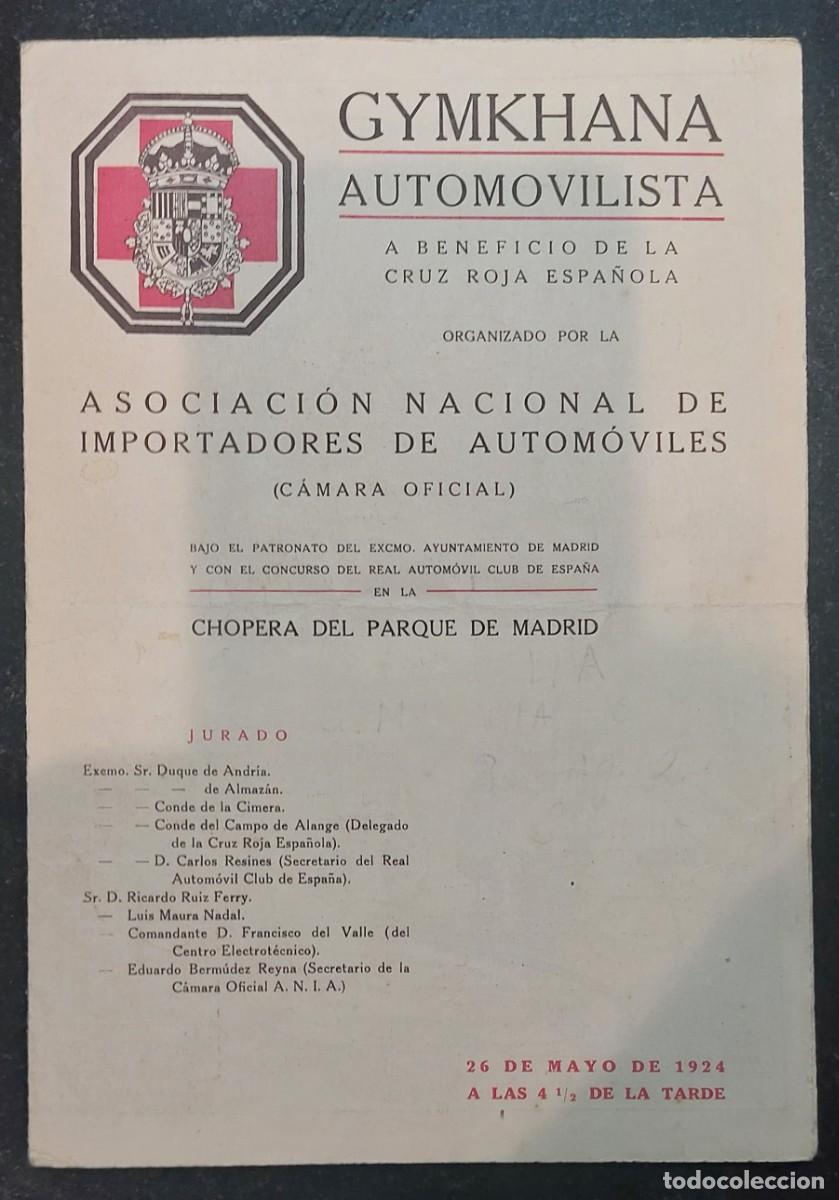 GYMKHANA
AUTOMOVILISTA
A BENEFICIO DE LA
CRUZ ROJA ESPAÑOLA
ORGANIZADO POR LA
ASOCIACIÓN NACIONAL DE
IMPORTADORES DE AUTOMÓVILES
(CÁMARA OFICIAL)
BAJO EL PATRONATO DEL EXCMO. AYUNTAMIENTO DE MADRID
Y CON EL CONCURSO DEL REAL AUTOMÓVIL CLUB DE ESPAÑA
EN LA
CHOPERA DEL PARQUE DE MADRID
JURADO
Excmo. Sr. Duque de Andría.
— — — de Almazán.
— — Conde de la Cimera.
— — Conde del Campo de Alange (Delegado
de la Cruz Roja Española).
— — D. Carlos Resines (Secretario del Real
Automóvil Club de España).
Sr. D. Ricardo Ruiz Ferry.
— Luis Maura Nadal.
— Comandante D. Francisco del Valle (del
Centro Electrotécnico).
— Eduardo Bermúdez Reyna (Secretario de la
Cámara Oficial A. N. I. A.)
26 DE MAYO DE 1924
A LAS 4 1/2 DE LA TARDE
todocoleccion